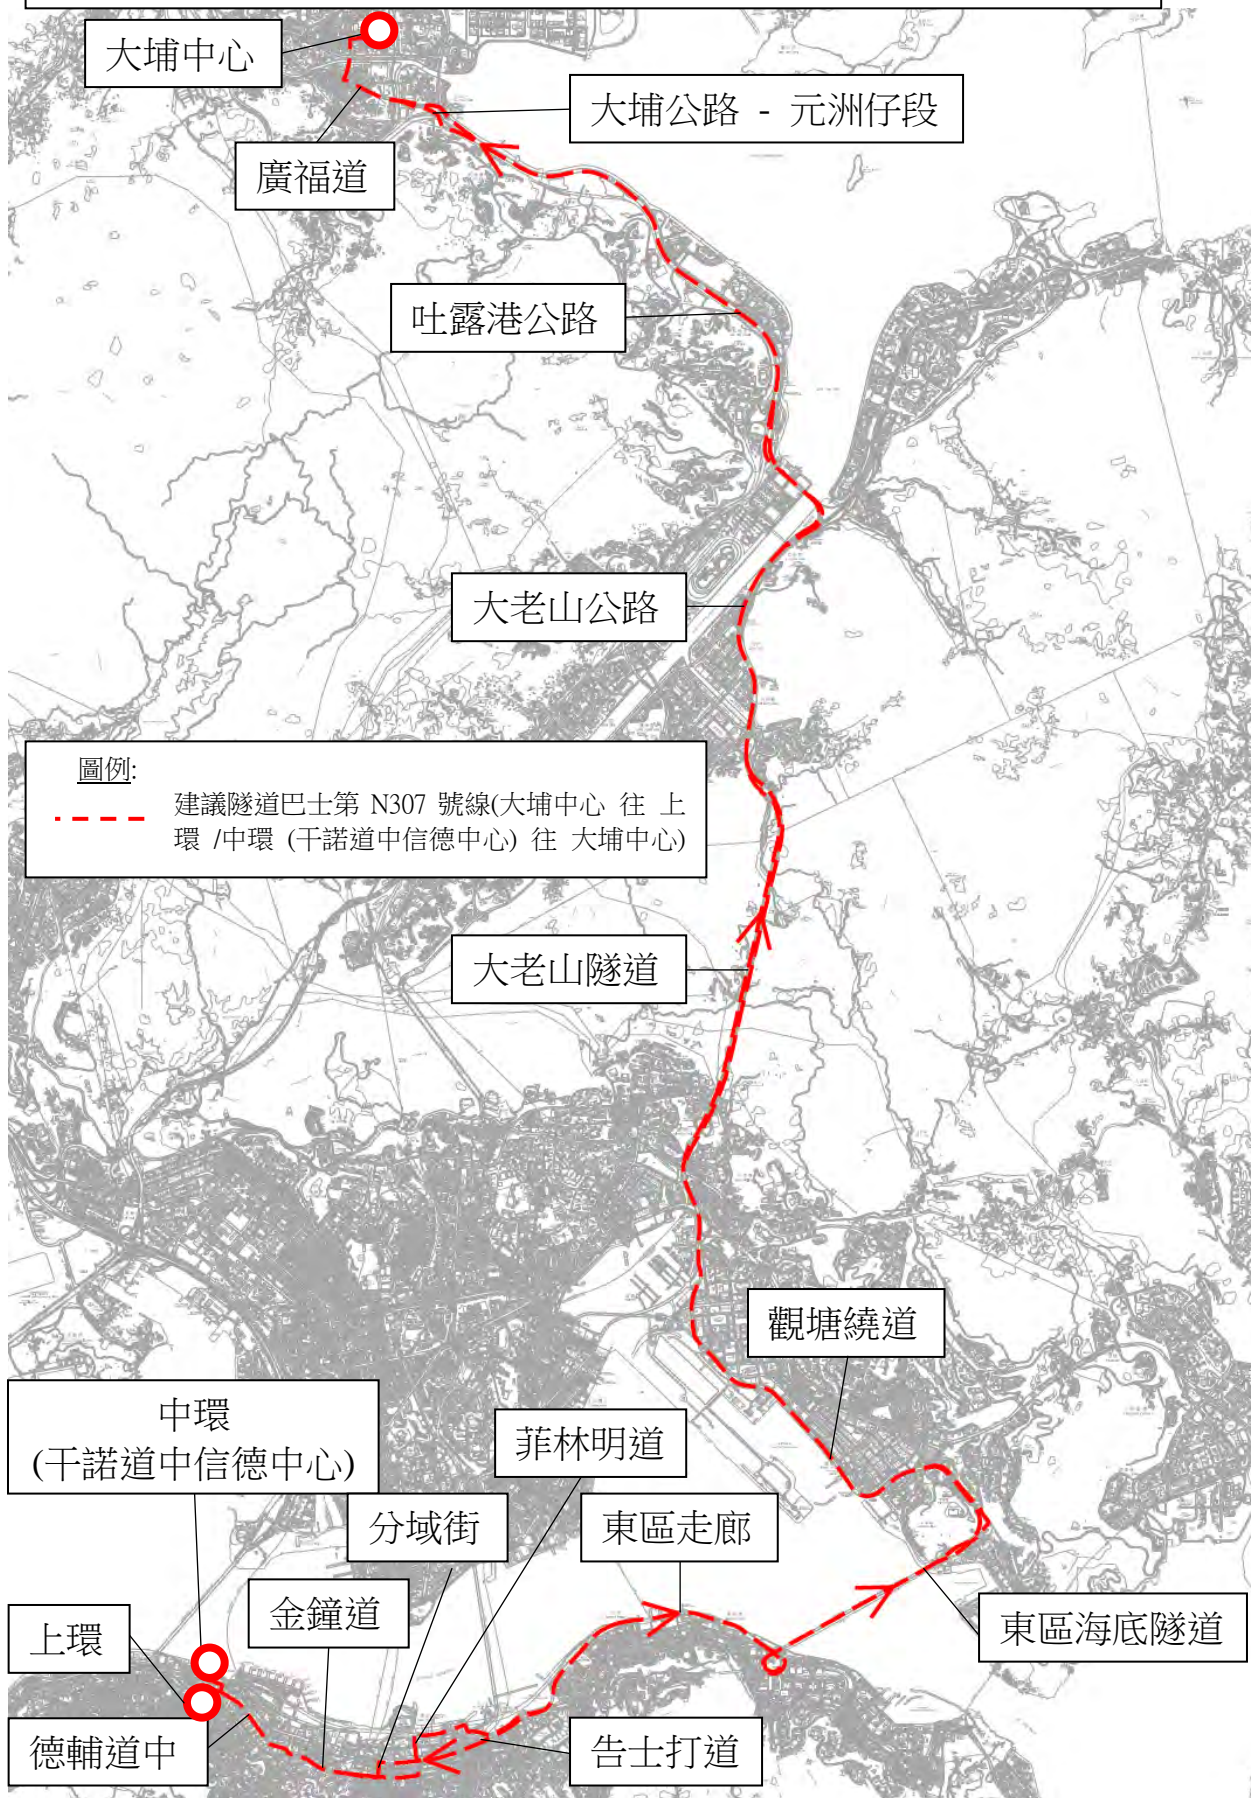 大埔中心
大埔公路 - 元洲仔段
廣福道
吐露港公路
大老山公路
圖例:
建議隧道巴士第 N307 號線(大埔中心 往 上
環 /中環 (干諾道中信德中心) 往 大埔中心)
大老山隧道
觀塘繞道
中環
(干諾道中信德中心)
菲林明道
分域街
東區走廊
金鐘道
上環
東區海底隧道
德輔道中
告士打道